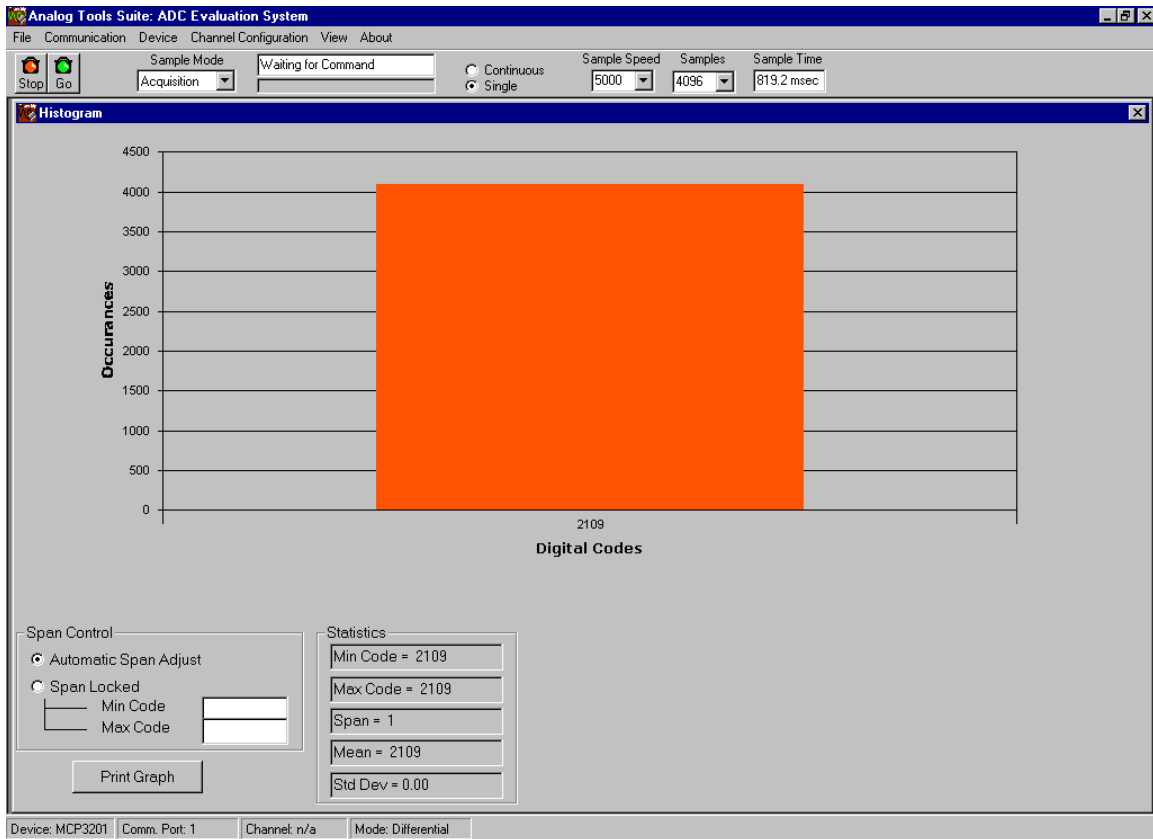 Analog Tools Suite: ADC Evaluation System
File Communication Device Channel Configuration View About
Sample Mode
Waiting for Command
Continuous
Single
Sample Speed Samples Sample Time
Stop Go
Acquisition
5000 4096 819.2 msec
Histogram
4500
4000
3500
3000
2500
2000
1500
1000
500
0
Occurances
2109
Digital Codes
Span Control
Automatic Span Adjust
Span Locked
Min Code
Max Code
Print Graph
Statistics
Min Code = 2109
Max Code = 2109
Span = 1
Mean = 2109
Std Dev = 0.00
Device: MCP3201 Comm. Port: 1 Channel: n/a Mode: Differential